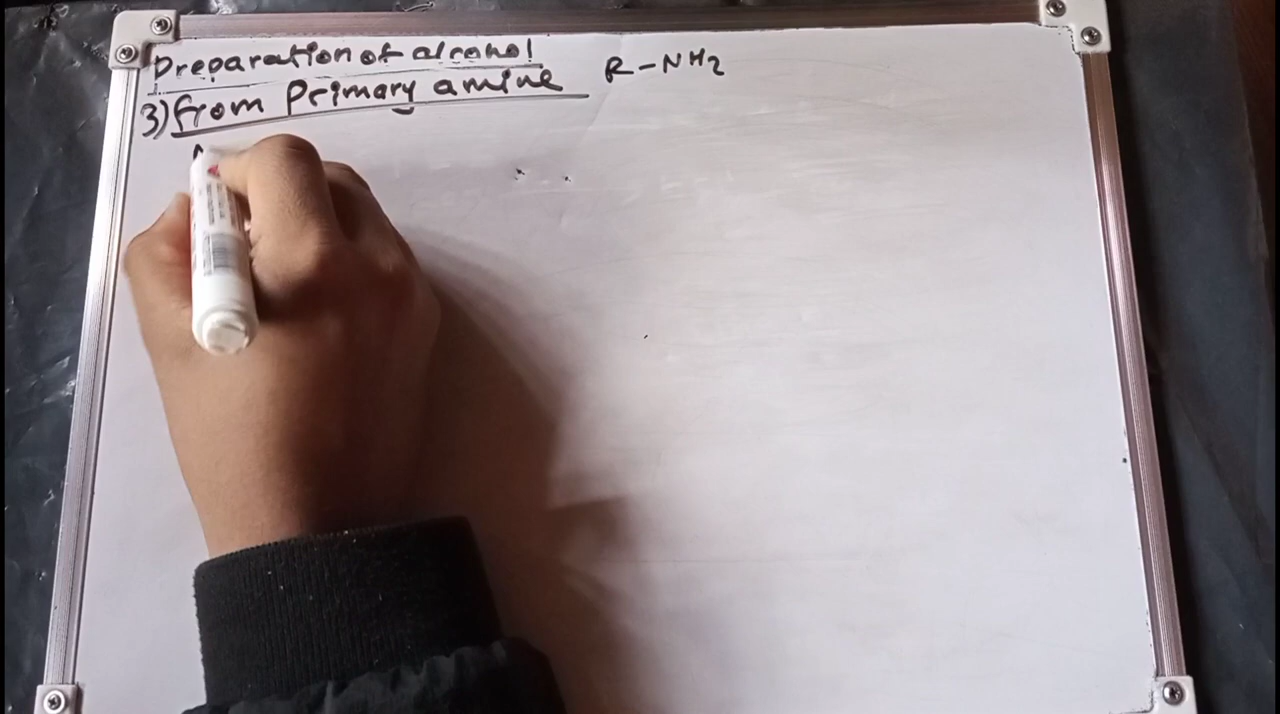 Preparation of alcohol
3) from Primary amine R-NH2